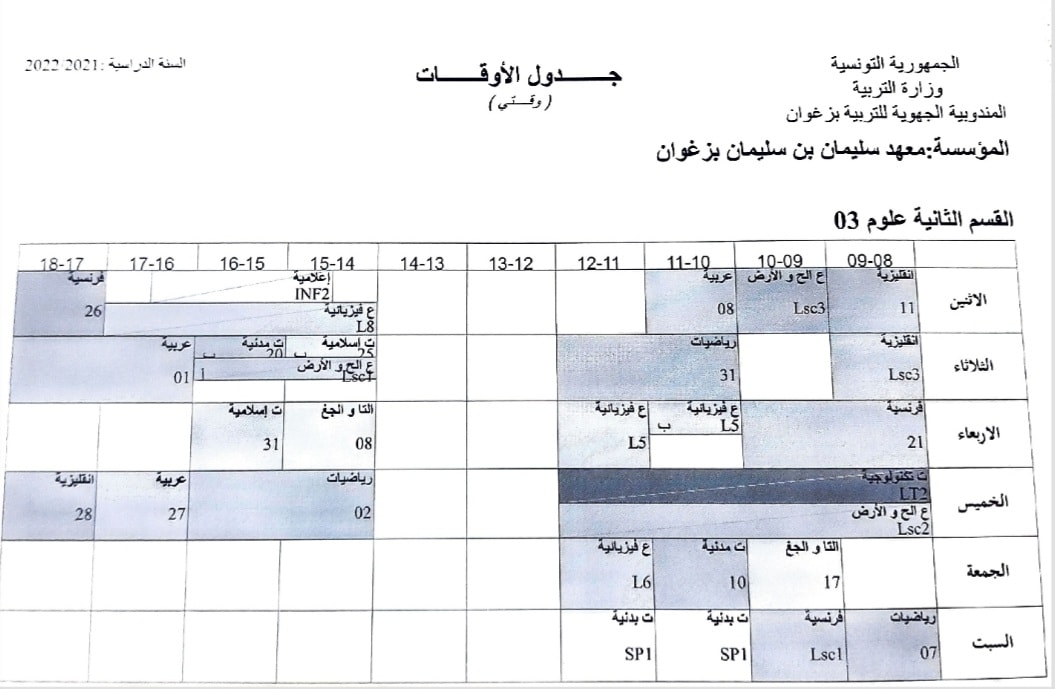 الجمهورية التونسية
وزارة التربية
المندوبية الجهوية للتربية بزغوان
جـــدول الأوقـــات
(وقـتي)
السنة الدراسية :2022/2021
المؤسسة:معهد سليمان بن سليمان بزغوان
القسم الثانية علوم 03
09-08 10-09 11-10 12-11 13-12 14-13 15-14 16-15 17-16 18-17
الاثنين
انقليزية 11
ع الح و الأرض Lsc3
عربية 08
إعلامية INF2
ع فيزيائية L8
فرنسية 26
الثلاثاء
انقليزية Lsc3
رياضيات 31
ت إسلامية 25 ب
ت مدنية 20 ب
ع الح و الأرض Lsc1 أ
عربية 01
الاربعاء
فرنسية 21
ع فيزيائية L5 ب
ع فيزيائية L5
التا و الجغ 08
ت إسلامية 31
الخميس
ت تكنولوجية LT2
ع الح و الأرض Lsc2
رياضيات 02
عربية 27
انقليزية 28
الجمعة
التا و الجغ 17
ت مدنية 10
ع فيزيائية L6
السبت
رياضيات 07
فرنسية Lsc1
ت بدنية SP1
ت بدنية SP1